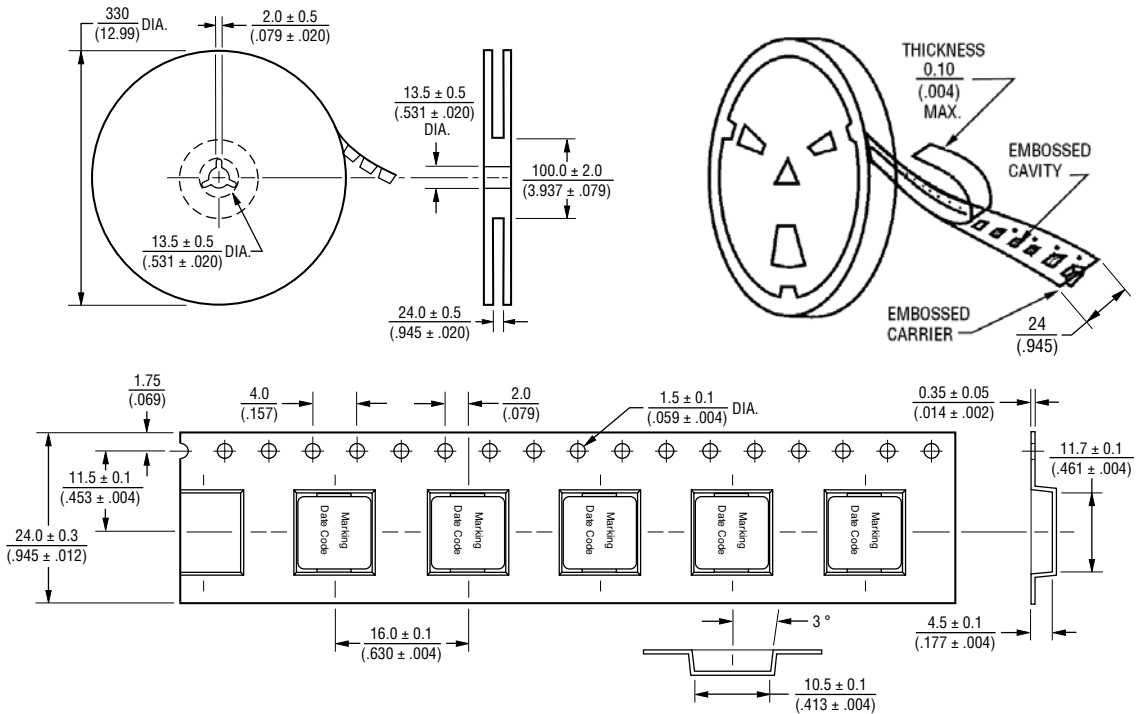 330
(12.99) DIA.
2.0 ± 0.5
(.079 ± .020)
13.5 ± 0.5
(.531 ± .020)
DIA.
100.0 ± 2.0
(3.937 ± .079)
13.5 ± 0.5
(.531 ± .020) DIA.
24.0 ± 0.5
(.945 ± .020)
THICKNESS
0.10
(.004)
MAX.
EMBOSSED
CAVITY
EMBOSSED
CARRIER
24
(.945)
1.75
(.069)
4.0
(.157)
2.0
(.079)
1.5 ± 0.1
(.059 ± .004) DIA.
0.35 ± 0.05
(.014 ± .002)
11.5 ± 0.1
(.453 ± .004)
11.7 ± 0.1
(.461 ± .004)
24.0 ± 0.3
(.945 ± .012)
Marking
Date Code
Marking
Date Code
Marking
Date Code
Marking
Date Code
Marking
Date Code
16.0 ± 0.1
(.630 ± .004)
3 °
4.5 ± 0.1
(.177 ± .004)
10.5 ± 0.1
(.413 ± .004)